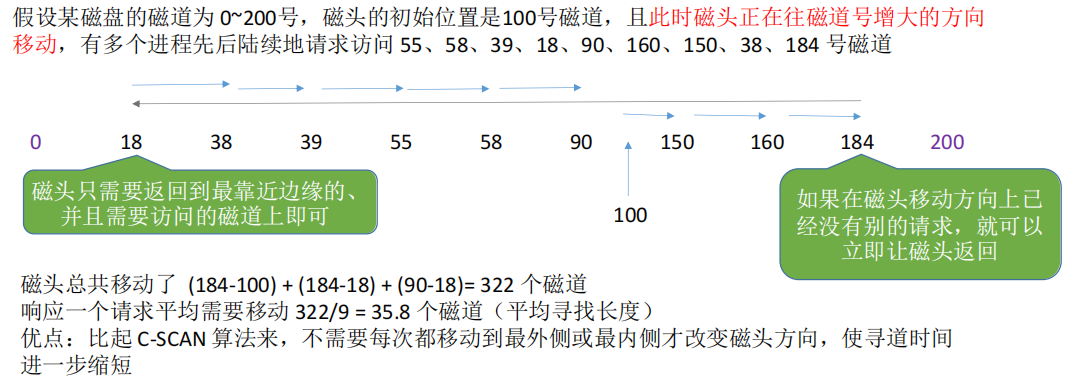 假设某磁盘的磁道为 0~200号，磁头的初始位置是100号磁道，且此时磁头正在往磁道号增大的方向
移动，有多个进程先后陆续地请求访问 55、58、39、18、90、160、150、38、184 号磁道
0 18 38 39 55 58 90 150 160 184 200
磁头只需要返回到最靠近边缘的、
并且需要访问的磁道上即可
100
如果在磁头移动方向上已
经没有别的请求，就可以
立即让磁头返回
磁头总共移动了 (184-100) + (184-18) + (90-18)= 322 个磁道
响应一个请求平均需要移动 322/9 = 35.8 个磁道（平均寻找长度）
优点：比起 C-SCAN 算法来，不需要每次都移动到最外侧或最内侧才改变磁头方向，使寻道时间
进一步缩短